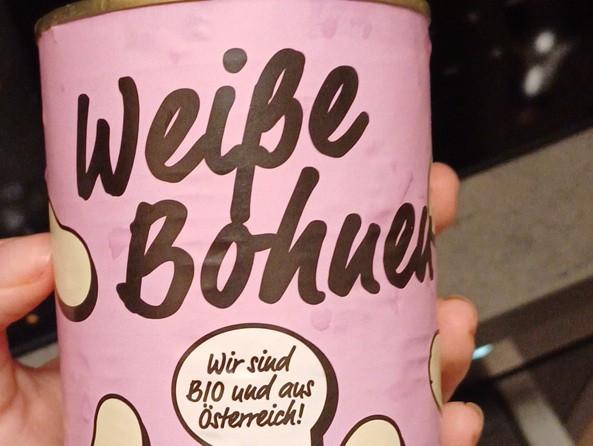 Weiße
Bohnen
Wir sind
BIO und aus
Österreich!